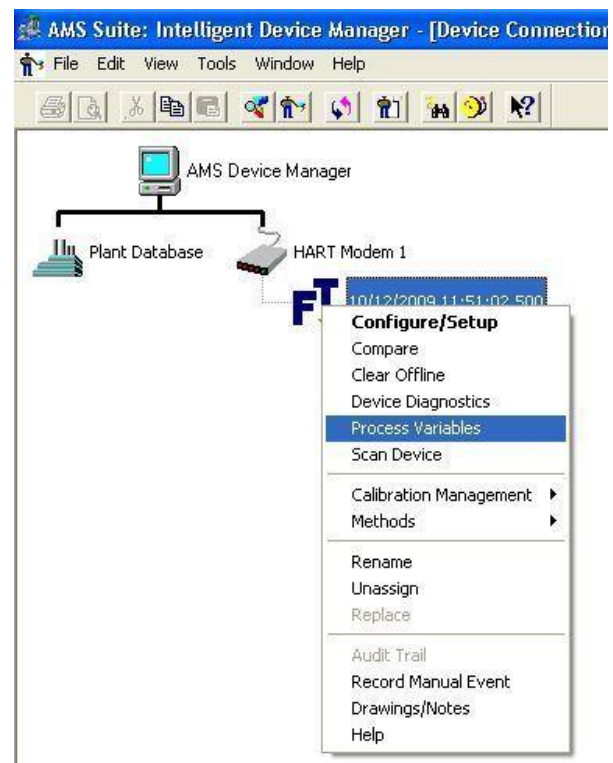 AMS Suite: Intelligent Device Manager - [Device Connection
File Edit View Tools Window Help
AMS Device Manager
Plant Database
HART Modem 1
FT
10/12/2009 11:51:02.500
Configure/Setup
Compare
Clear Offline
Device Diagnostics
Process Variables
Scan Device
Calibration Management
Methods
Rename
Unassign
Replace
Audit Trail
Record Manual Event
Drawings/Notes
Help